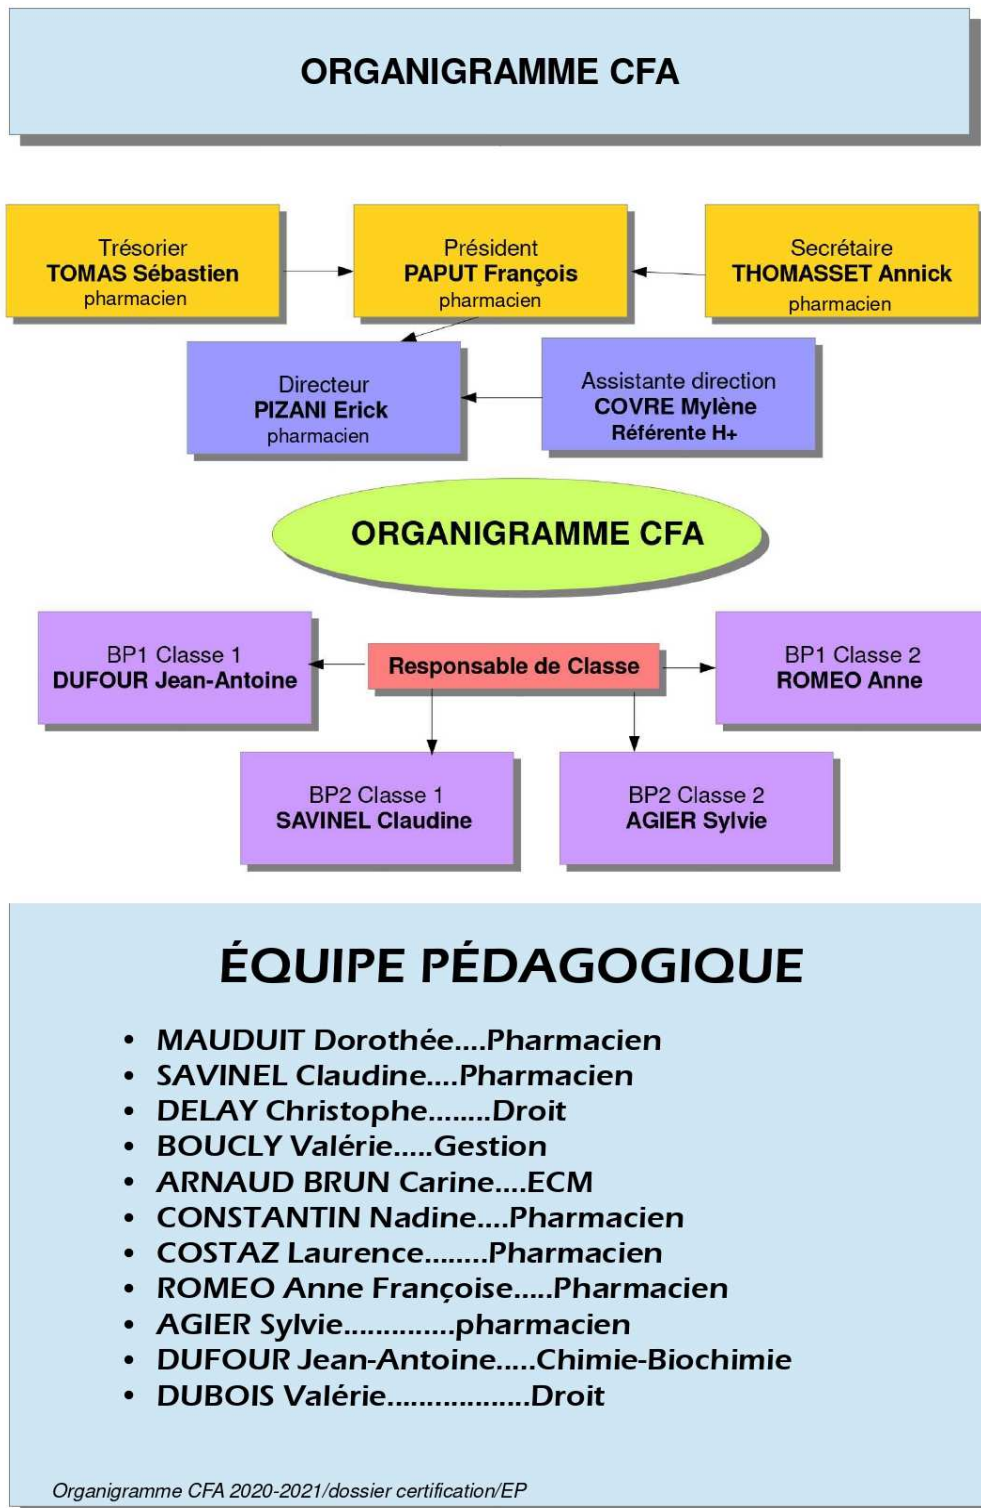 ORGANIGRAMME CFA
Trésorier
TOMAS Sébastien
pharmacien
Président
PAPUT François
pharmacien
Secrétaire
THOMASSET Annick
pharmacien
Directeur
PIZANI Erick
pharmacien
Assistante direction
COVRE Mylène
Référente H+
ORGANIGRAMME CFA
BP1 Classe 1
DUFOUR Jean-Antoine
Responsable de Classe
BP1 Classe 2
ROMEO Anne
BP2 Classe 1
SAVINEL Claudine
BP2 Classe 2
AGIER Sylvie
ÉQUIPE PÉDAGOGIQUE
• MAUDUIT Dorothée....Pharmacien
• SAVINEL Claudine....Pharmacien
• DELAY Christophe........Droit
• BOUCLY Valérie.....Gestion
• ARNAUD BRUN Carine....ECM
• CONSTANTIN Nadine....Pharmacien
• COSTAZ Laurence........Pharmacien
• ROMEO Anne Françoise.....Pharmacien
• AGIER Sylvie..............pharmacien
• DUFOUR Jean-Antoine.....Chimie-Biochimie
• DUBOIS Valérie..................Droit
Organigramme CFA 2020-2021/dossier certification/EP